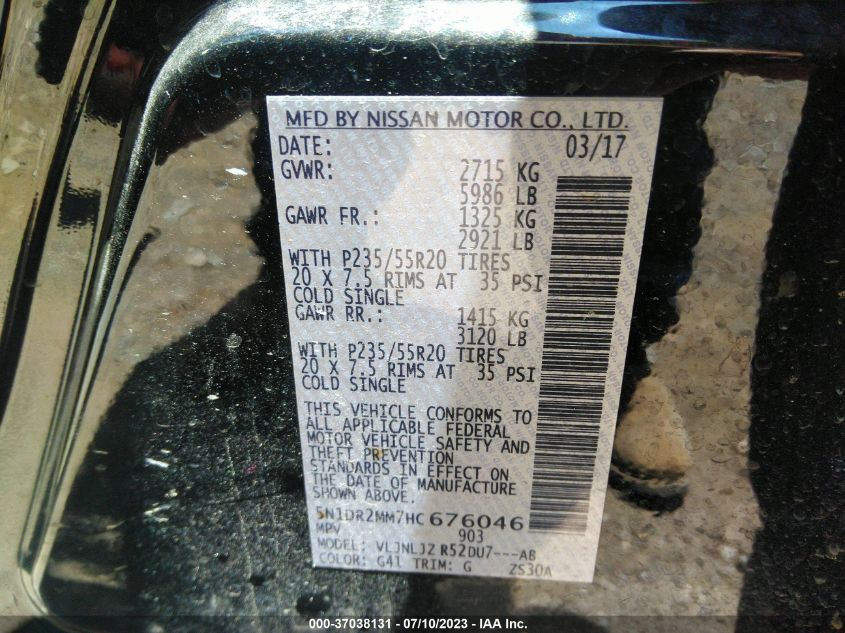 MFD BY NISSAN MOTOR CO., LTD.
DATE: 03/17
GVWR: 2715 KG
5986 LB
GAWR FR.: 1325 KG
2921 LB
WITH P235/55R20 TIRES
20 X 7.5 RIMS AT 35 PSI
COLD SINGLE
GAWR RR.: 1415 KG
3120 LB
WITH P235/55R20 TIRES
20 X 7.5 RIMS AT 35 PSI
COLD SINGLE
THIS VEHICLE CONFORMS TO
ALL APPLICABLE FEDERAL
MOTOR VEHICLE SAFETY AND
THEFT PREVENTION
STANDARDS IN EFFECT ON
THE DATE OF MANUFACTURE
SHOWN ABOVE.
5N1DR2MM7HC676046
MPV 903
MODEL: VLJNLJZ R52DU7---AB
COLOR: G41 TRIM: G ZS30A
000-37038131 / 07/10/2023 - IAA Inc.